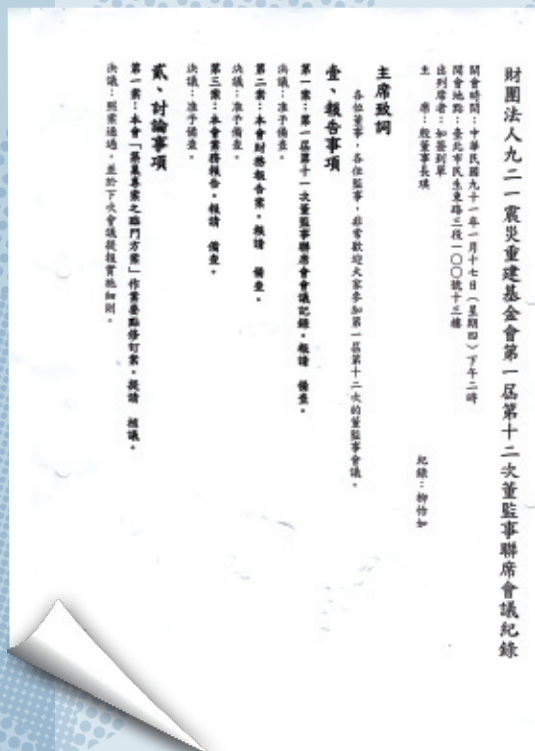 財團法人九二一震災重建基金會第一屆第十二次董監事聯席會議紀錄
開會時間：中華民國九十一年一月十七日（星期四）下午二時
開會地點：臺北市民生東路三段一〇〇號十三樓
出列席者：如簽到單
主　席：殷董事長琪　　紀錄：柳怡如
主席致詞
各位董事，各位監事，非常歡迎大家參加第一屆第十二次的董監事會議。
壹、報告事項
第一案：第一屆第十一次董監事聯席會會議記錄，報請　備查。
決議：准予備查。
第二案：本會財務報告案，報請　備查。
決議：准予備查。
第三案：本會業務報告，報請　備查。
決議：准予備查。
貳、討論事項
第一案：本會「築巢專案之臨門方案」作業要點修訂案，提請　核議。
決議：照案通過，並於下次會議提報實施細則。